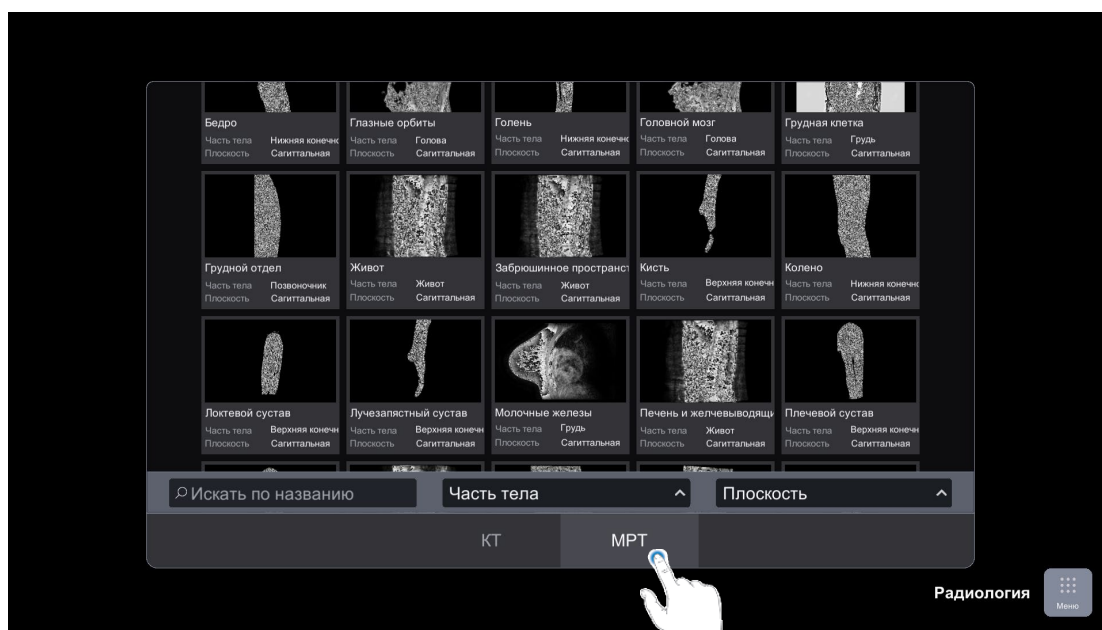 Бедро
Часть тела Нижняя конечно
Плоскость Сагиттальная
Глазные орбиты
Часть тела Голова
Плоскость Сагиттальная
Голень
Часть тела Нижняя конечно
Плоскость Сагиттальная
Головной мозг
Часть тела Голова
Плоскость Сагиттальная
Грудная клетка
Часть тела Грудь
Плоскость Сагиттальная
Грудной отдел
Часть тела Позвоночник
Плоскость Сагиттальная
Живот
Часть тела Живот
Плоскость Сагиттальная
Забрюшинное пространст
Часть тела Живот
Плоскость Сагиттальная
Кисть
Часть тела Верхняя конечн
Плоскость Сагиттальная
Колено
Часть тела Нижняя конечно
Плоскость Сагиттальная
Локтевой сустав
Часть тела Верхняя конечн
Плоскость Сагиттальная
Лучезапястный сустав
Часть тела Верхняя конечн
Плоскость Сагиттальная
Молочные железы
Часть тела Грудь
Плоскость Сагиттальная
Печень и желчевыводящи
Часть тела Живот
Плоскость Сагиттальная
Плечевой сустав
Часть тела Верхняя конечн
Плоскость Сагиттальная
Искать по названию
Часть тела
Плоскость
КТ
МРТ
Радиология
Меню